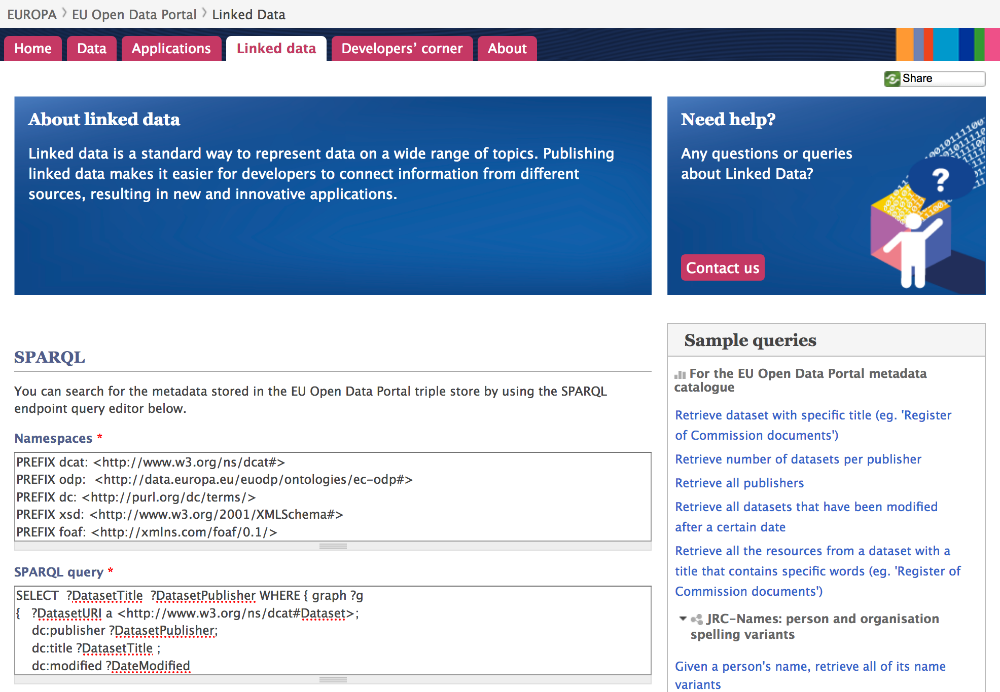 EUROPA > EU Open Data Portal > Linked Data
Home Data Applications Linked data Developers’ corner About
Share
About linked data
Linked data is a standard way to represent data on a wide range of topics. Publishing
linked data makes it easier for developers to connect information from different
sources, resulting in new and innovative applications.
Need help?
Any questions or queries
about Linked Data?
?
Contact us
SPARQL
You can search for the metadata stored in the EU Open Data Portal triple store by using the SPARQL
endpoint query editor below.
Namespaces *
PREFIX dcat: <http://www.w3.org/ns/dcat#>
PREFIX odp:  <http://data.europa.eu/euodp/ontologies/ec-odp#>
PREFIX dc: <http://purl.org/dc/terms/>
PREFIX xsd: <http://www.w3.org/2001/XMLSchema#>
PREFIX foaf: <http://xmlns.com/foaf/0.1/>
SPARQL query *
SELECT  ?DatasetTitle  ?DatasetPublisher WHERE { graph ?g
{   ?DatasetURI a <http://www.w3.org/ns/dcat#Dataset>;
dc:publisher ?DatasetPublisher;
dc:title ?DatasetTitle ;
dc:modified ?DateModified
Sample queries
For the EU Open Data Portal metadata
catalogue
Retrieve dataset with specific title (eg. 'Register
of Commission documents')
Retrieve number of datasets per publisher
Retrieve all publishers
Retrieve all datasets that have been modified
after a certain date
Retrieve all the resources from a dataset with a
title that contains specific words (eg. 'Register of
Commission documents')
JRC-Names: person and organisation
spelling variants
Given a person's name, retrieve all of its name
variants